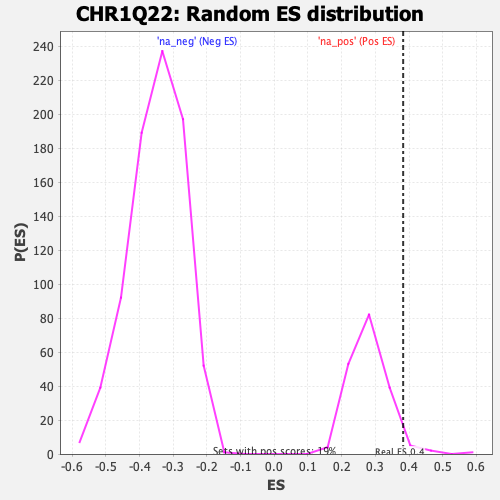 CHR1Q22: Random ES distribution
'na_neg' (Neg ES)
'na_pos' (Pos ES)
240
220
200
180
160
140
120
100
80
60
40
20
0
P(ES)
Sets with pos scores: 19%
Real ES 0.4
-0.6 -0.5 -0.4 -0.3 -0.2 -0.1 0.0 0.1 0.2 0.3 0.4 0.5 0.6
ES